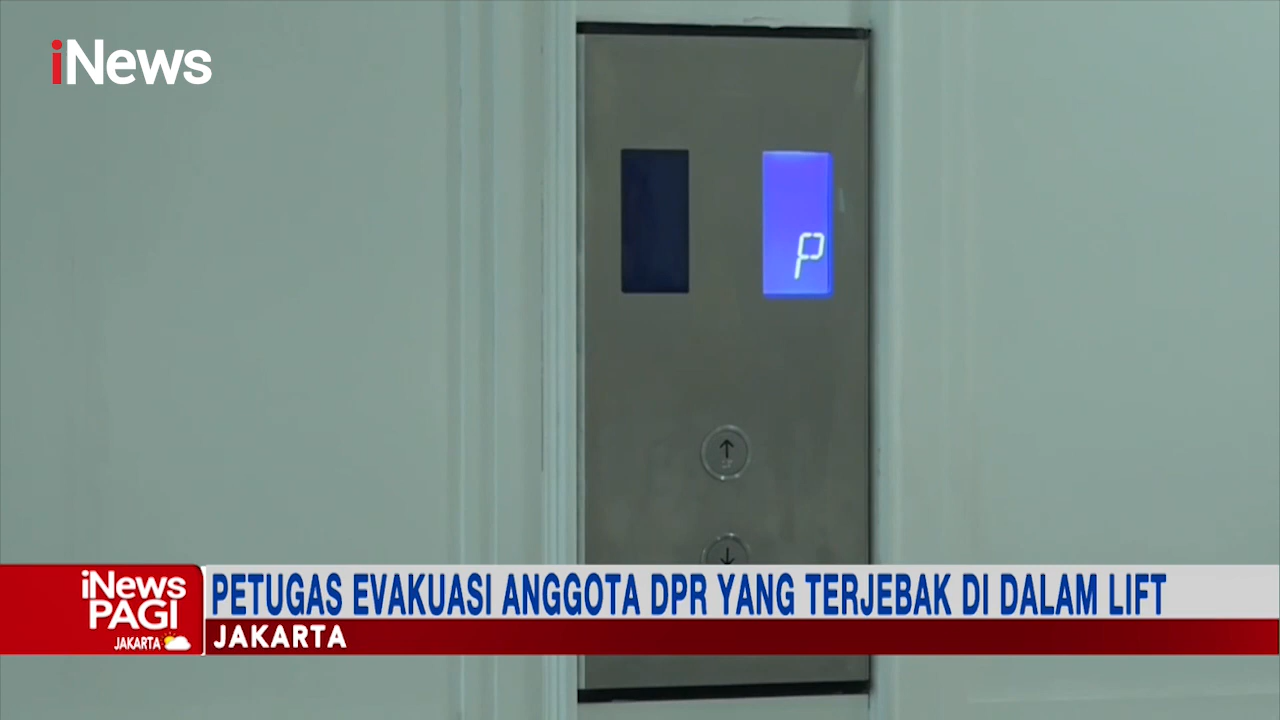 iNews
P
iNews
PAGI
JAKARTA
PETUGAS EVAKUASI ANGGOTA DPR YANG TERJEBAK DI DALAM LIFT
JAKARTA